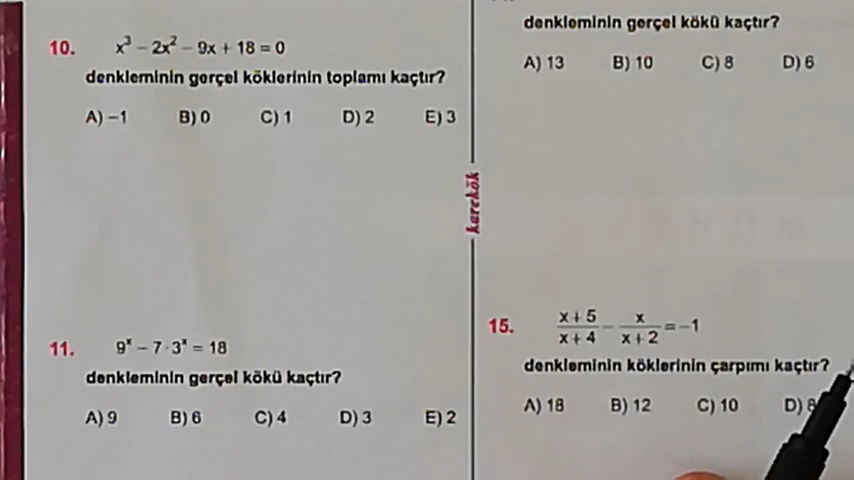 10. x³ – 2x² – 9x + 18 = 0
denkleminin gerçel köklerinin toplamı kaçtır?
A) –1 B) 0 C) 1 D) 2 E) 3
11. 9ˣ – 7 · 3ˣ = 18
denkleminin gerçel kökü kaçtır?
A) 9 B) 6 C) 4 D) 3 E) 2
karekök
denkleminin gerçel kökü kaçtır?
A) 13 B) 10 C) 8 D) 6
15. x + 5 / x + 4 – x / x + 2 = –1
denkleminin köklerinin çarpımı kaçtır?
A) 18 B) 12 C) 10 D) 8